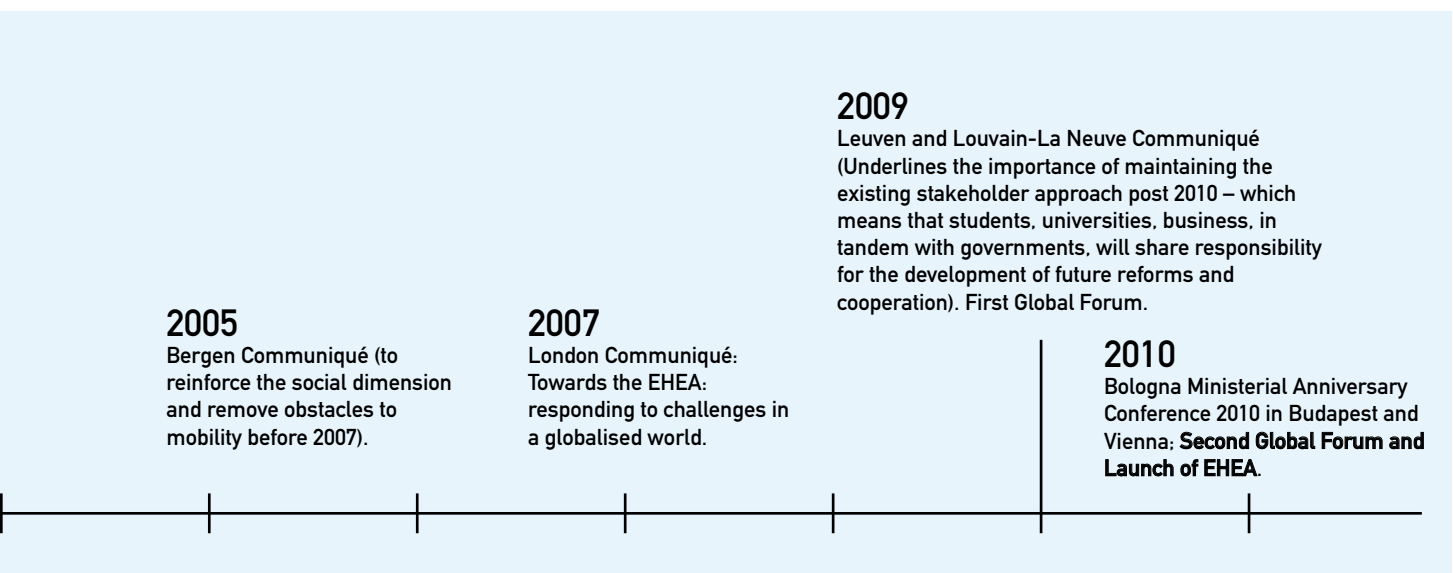 2005
Bergen Communiqué (to
reinforce the social dimension
and remove obstacles to
mobility before 2007).
2007
London Communiqué:
Towards the EHEA:
responding to challenges in
a globalised world.
2009
Leuven and Louvain-La Neuve Communiqué
(Underlines the importance of maintaining the
existing stakeholder approach post 2010 – which
means that students, universities, business, in
tandem with governments, will share responsibility
for the development of future reforms and
cooperation). First Global Forum.
2010
Bologna Ministerial Anniversary
Conference 2010 in Budapest and
Vienna; Second Global Forum and
Launch of EHEA.